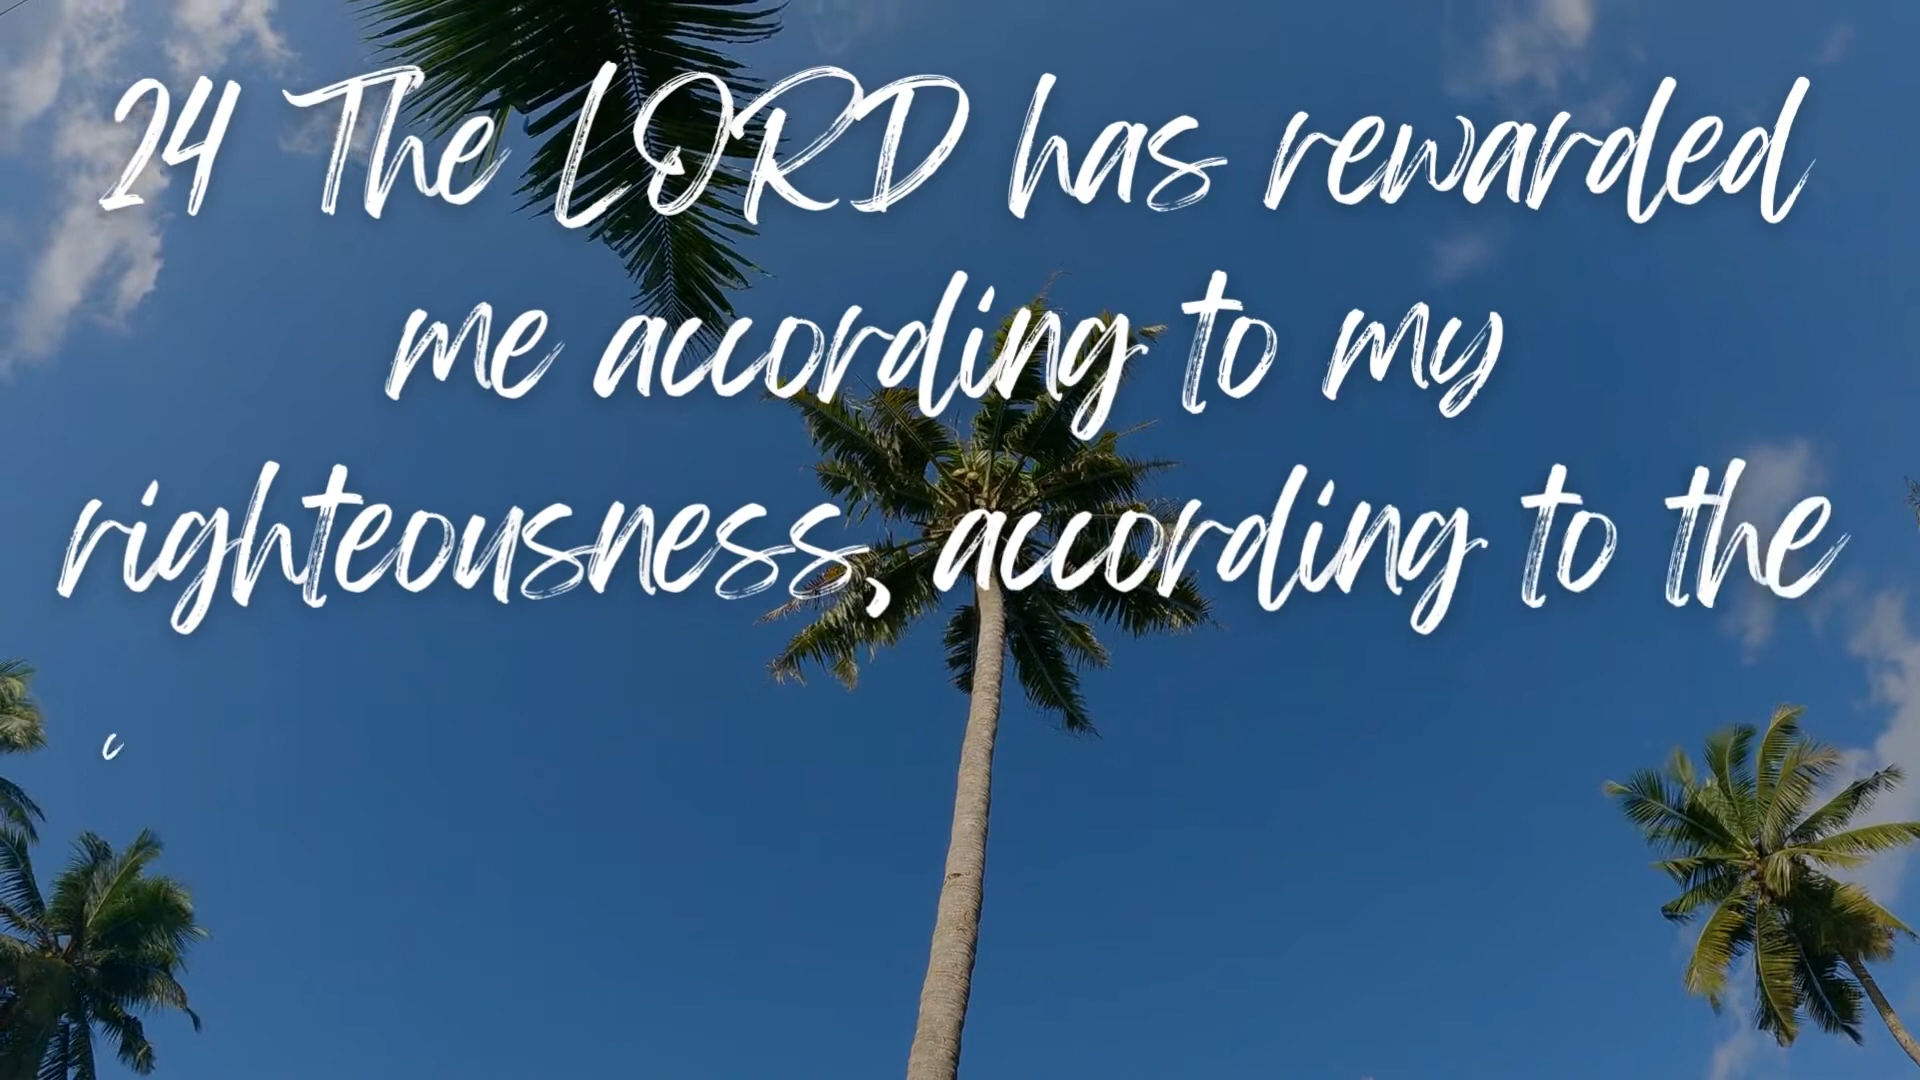 24 The LORD has rewarded
me according to my
righteousness, according to the
c